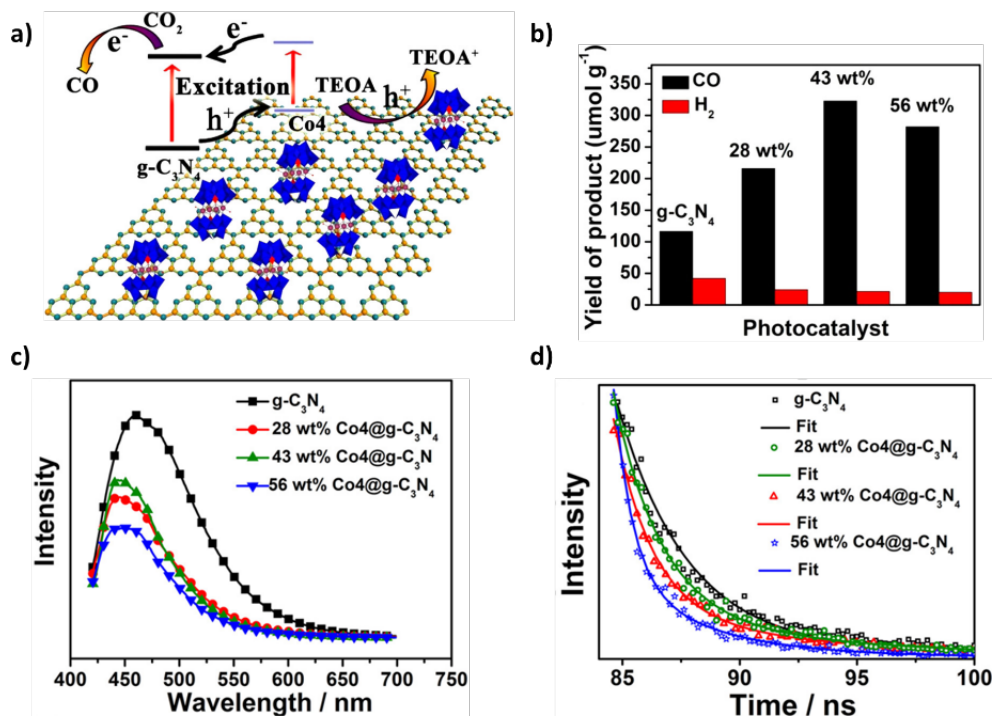 a)
CO₂
e⁻
e⁻
CO
Excitation
TEOA
TEOA⁺
h⁺
h⁺
Co4
g-C₃N₄
b)
Yield of product (umol g⁻¹)
350
300
250
200
150
100
50
0
CO
H₂
g-C₃N₄
28 wt%
43 wt%
56 wt%
Photocatalyst
c)
Intensity
g-C₃N₄
28 wt% Co4@g-C₃N₄
43 wt% Co4@g-C₃N
56 wt% Co4@g-C₃N₄
400 450 500 550 600 650 700 750
Wavelength / nm
d)
Intensity
g-C₃N₄
Fit
28 wt% Co4@g-C₃N₄
Fit
43 wt% Co4@g-C₃N₄
Fit
56 wt% Co4@g-C₃N₄
Fit
85 90 95 100
Time / ns